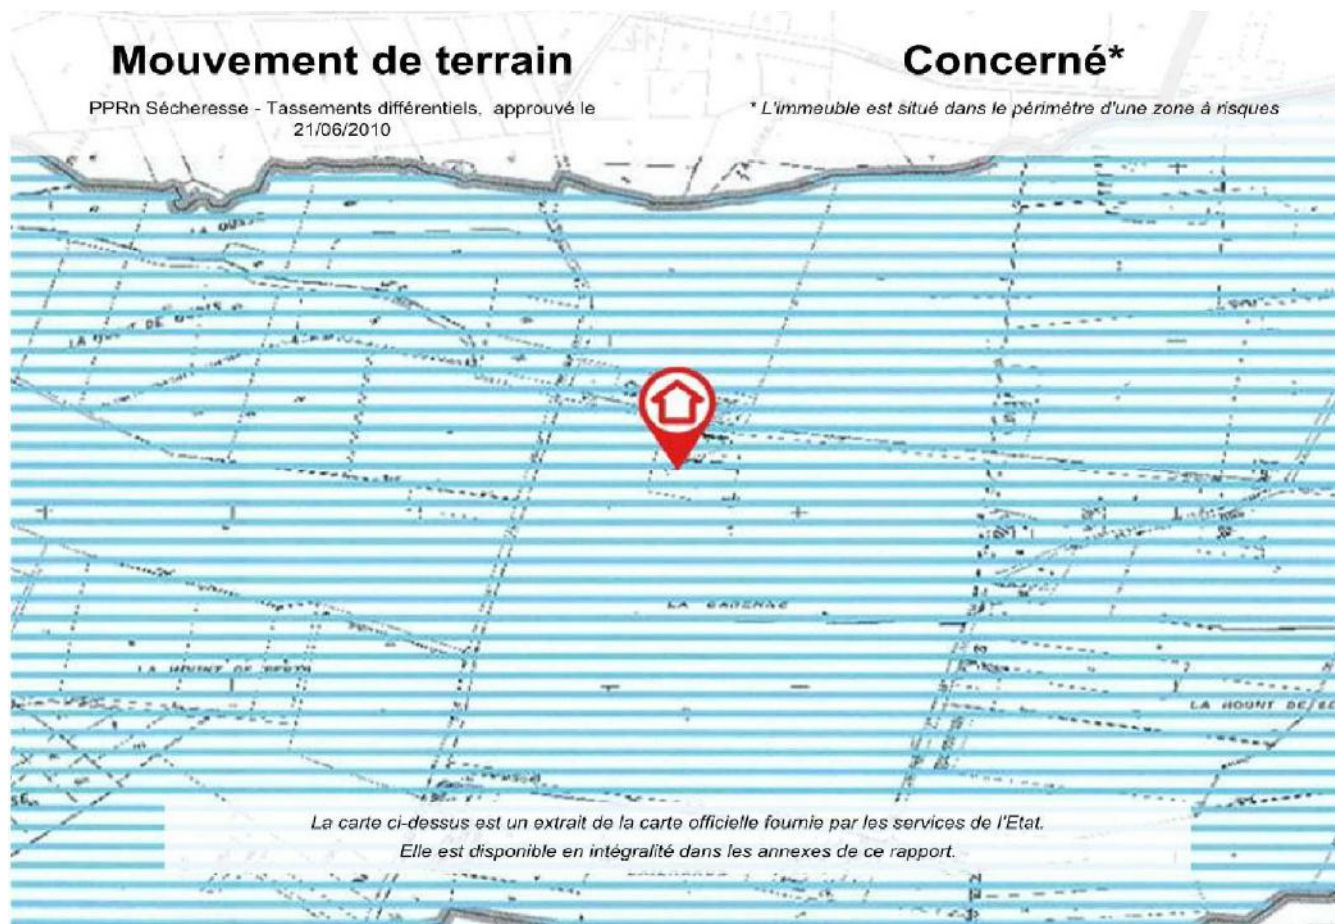 Mouvement de terrain
Concerné*
PPRn Sécheresse - Tassements différentiels, approuvé le
21/06/2010
* L'immeuble est situé dans le périmètre d'une zone à risques
LA GARENNE
LA HOUNT DE
La carte ci-dessus est un extrait de la carte officielle fournie par les services de l'Etat.
Elle est disponible en intégralité dans les annexes de ce rapport.